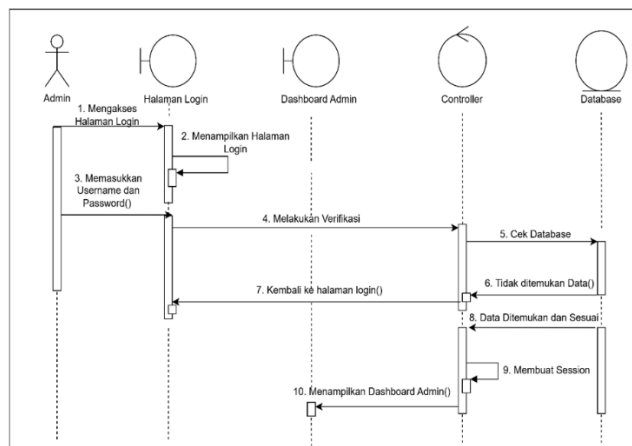 Admin
Halaman Login
Dashboard Admin
Controller
Database
1. Mengakses
Halaman Login
2. Menampilkan Halaman
Login
3. Memasukkan
Username dan
Password()
4. Melakukan Verifikasi
5. Cek Database
6. Tidak ditemukan Data()
7. Kembali ke halaman login()
8. Data Ditemukan dan Sesuai
9. Membuat Session
10. Menampilkan Dashboard Admin()